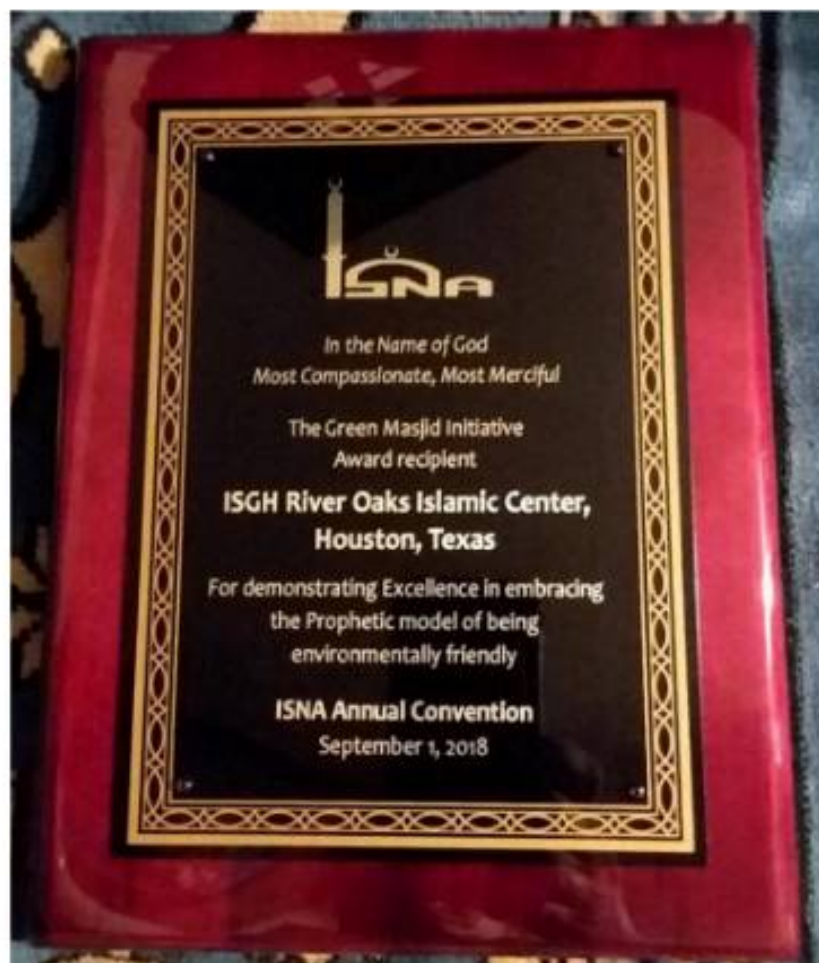 ISNA
In the Name of God
Most Compassionate, Most Merciful
The Green Masjid Initiative
Award recipient
ISGH River Oaks Islamic Center,
Houston, Texas
For demonstrating Excellence in embracing
the Prophetic model of being
environmentally friendly
ISNA Annual Convention
September 1, 2018